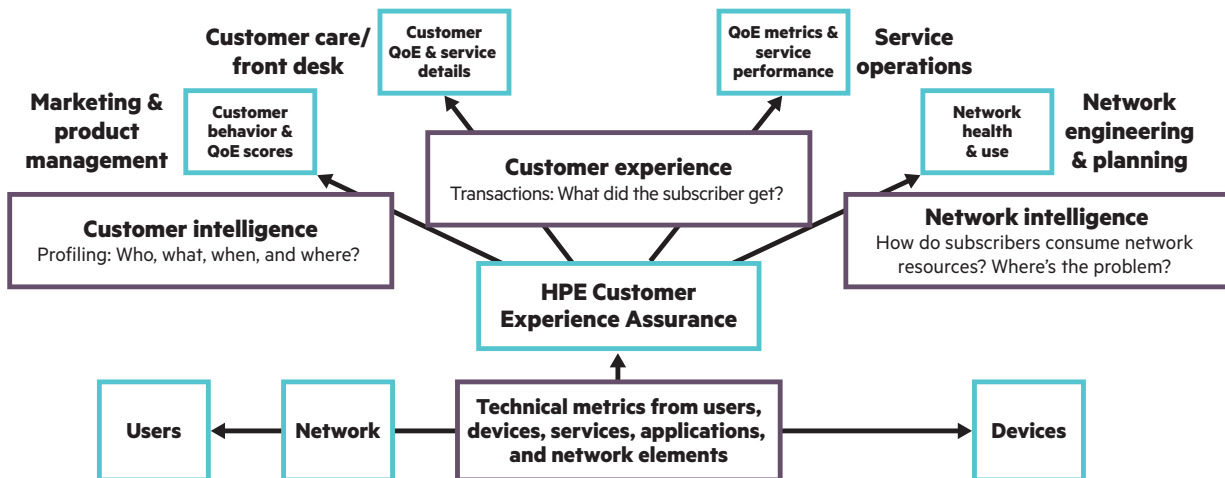 Customer care/
front desk
Customer
QoE & service
details
QoE metrics &
service
performance
Service
operations
Marketing &
product
management
Customer
behavior &
QoE scores
Network
health
& use
Network
engineering
& planning
Customer experience
Transactions: What did the subscriber get?
Customer intelligence
Profiling: Who, what, when, and where?
Network intelligence
How do subscribers consume network
resources? Where’s the problem?
HPE Customer
Experience Assurance
Users
Network
Technical metrics from users,
devices, services, applications,
and network elements
Devices